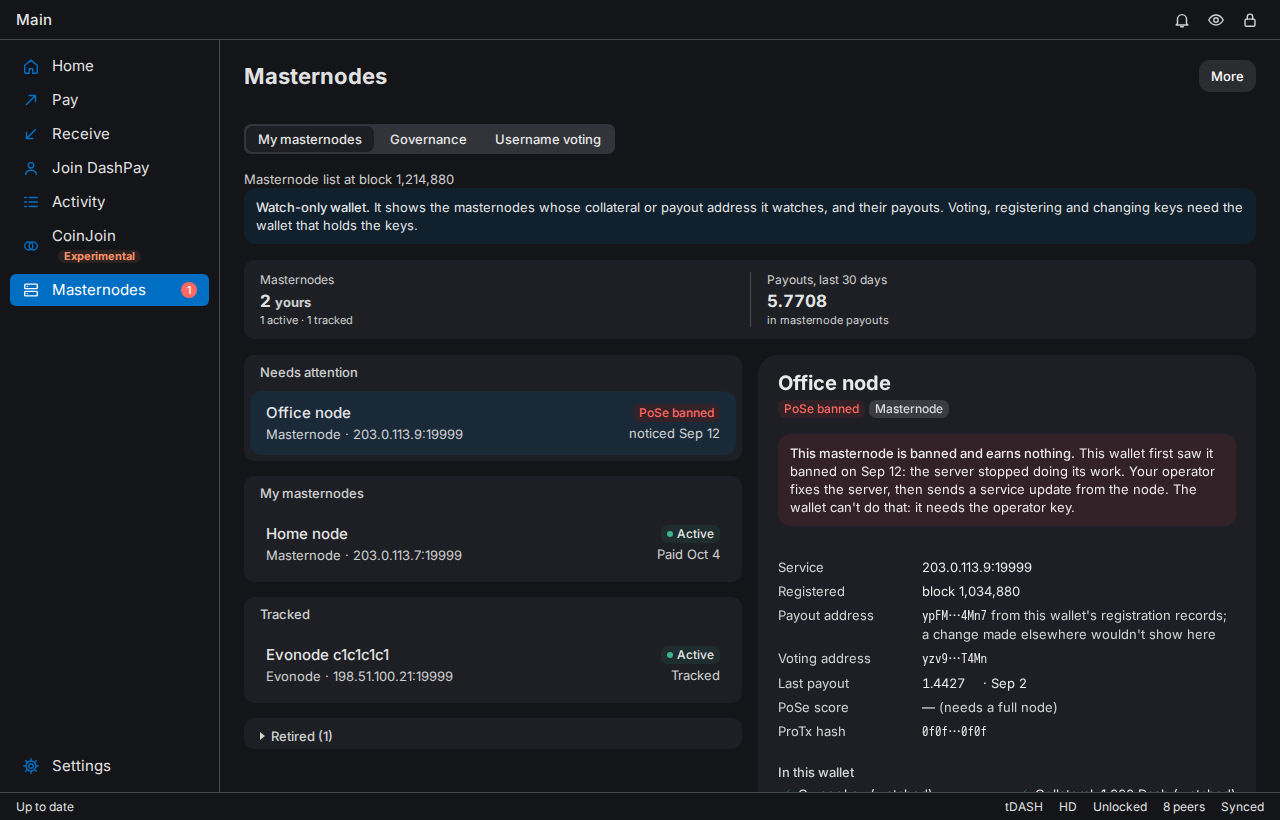 Main
Home
Pay
Receive
Join DashPay
Activity
CoinJoin
Experimental
Masternodes
1
Settings
Masternodes
More
My masternodes
Governance
Username voting
Masternode list at block 1,214,880
Watch-only wallet. It shows the masternodes whose collateral or payout address it watches, and their payouts. Voting, registering and changing keys need the
wallet that holds the keys.
Masternodes
2 yours
1 active · 1 tracked
Payouts, last 30 days
5.7708
in masternode payouts
Needs attention
Office node
PoSe banned
Masternode · 203.0.113.9:19999
noticed Sep 12
My masternodes
Home node
Active
Masternode · 203.0.113.7:19999
Paid Oct 4
Tracked
Evonode c1c1c1c1
Active
Evonode · 198.51.100.21:19999
Tracked
Retired (1)
Office node
PoSe banned
Masternode
This masternode is banned and earns nothing. This wallet first saw it
banned on Sep 12: the server stopped doing its work. Your operator
fixes the server, then sends a service update from the node. The
wallet can't do that: it needs the operator key.
Service 203.0.113.9:19999
Registered block 1,034,880
Payout address ypFM⋯4Mn7 from this wallet's registration records;
a change made elsewhere wouldn't show here
Voting address yzv9⋯T4Mn
Last payout 1.4427 · Sep 2
PoSe score — (needs a full node)
ProTx hash 0f0f⋯0f0f
In this wallet
Up to date
tDASH
HD
Unlocked
8 peers
Synced